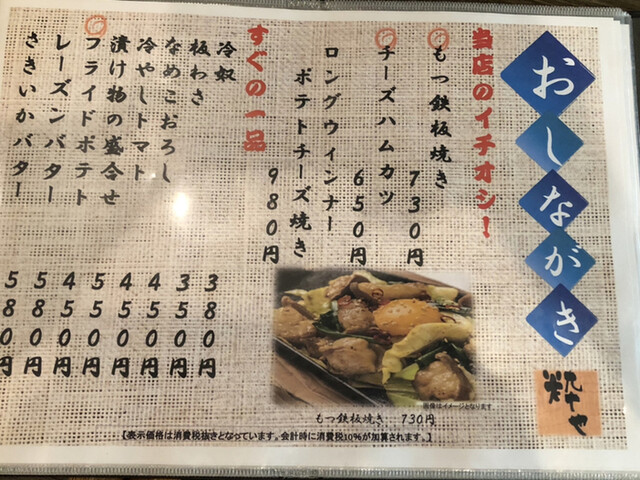 おしながき
粋や
当店のイチオシ!
もつ鉄板焼き 730円
チーズハムカツ 650円
ロングウィンナー
ポテトチーズ焼き 980円
すぐの一品
冷奴 380円
板わさ 380円
なめこおろし 450円
冷やしトマト 450円
漬け物の盛合せ 550円
フライドポテト 450円
レーズンバター 580円
さきいかバター 580円
画像はイメージとなります。
もつ鉄板焼き 730円
【表示価格は消費税抜きとなっています。会計時に消費税10%が加算されます。】